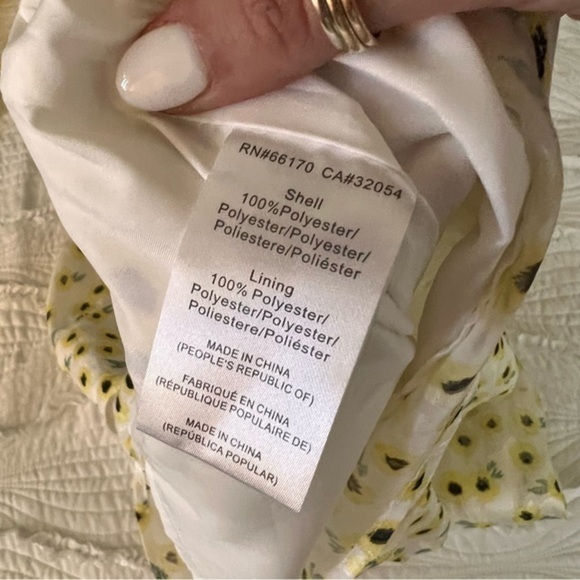 RN#66170 CA#32054
Shell
100%Polyester/
Polyester/Polyester/
Poliestere/Poliéster
Lining
100% Polyester/
Polyester/Polyester/
Poliestere/Poliéster
MADE IN CHINA
(PEOPLE'S REPUBLIC OF)
FABRIQUÉ EN CHINA
(RÉPUBLIQUE POPULAIRE DE)
MADE IN CHINA
(REPÚBLICA POPULAR)